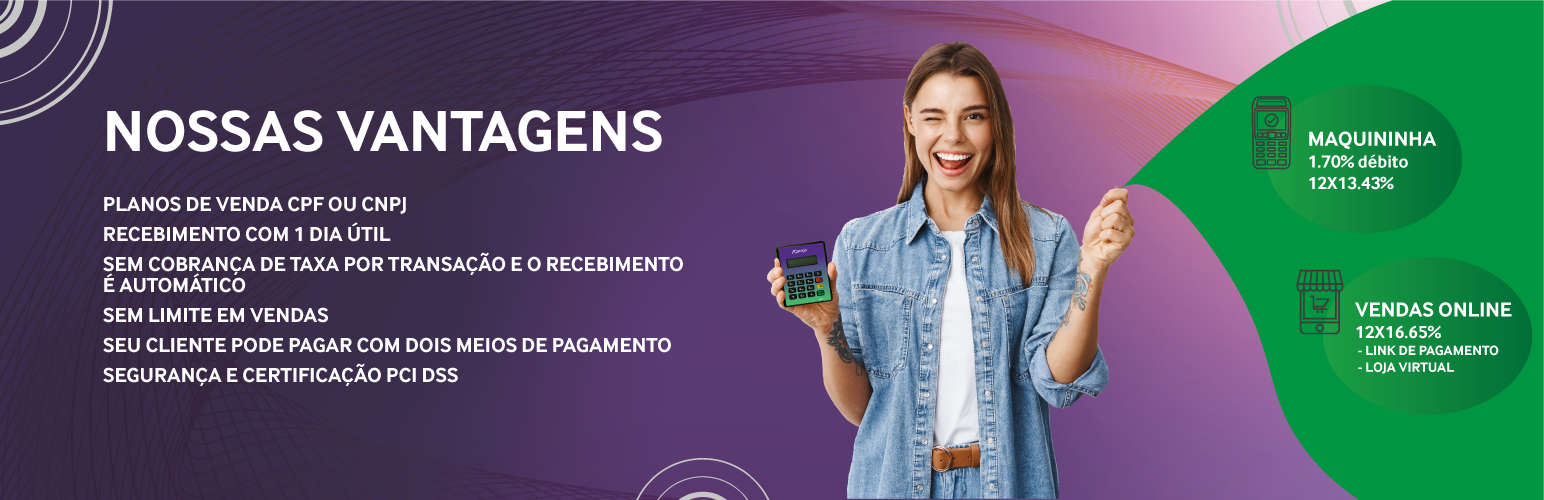 NOSSAS VANTAGENS
PLANOS DE VENDA CPF OU CNPJ
RECEBIMENTO COM 1 DIA ÚTIL
SEM COBRANÇA DE TAXA POR TRANSAÇÃO E O RECEBIMENTO
É AUTOMÁTICO
SEM LIMITE EM VENDAS
SEU CLIENTE PODE PAGAR COM DOIS MEIOS DE PAGAMENTO
SEGURANÇA E CERTIFICAÇÃO PCI DSS
MAQUININHA
1.70% débito
12X13.43%
VENDAS ONLINE
12X16.65%
- LINK DE PAGAMENTO
- LOJA VIRTUAL